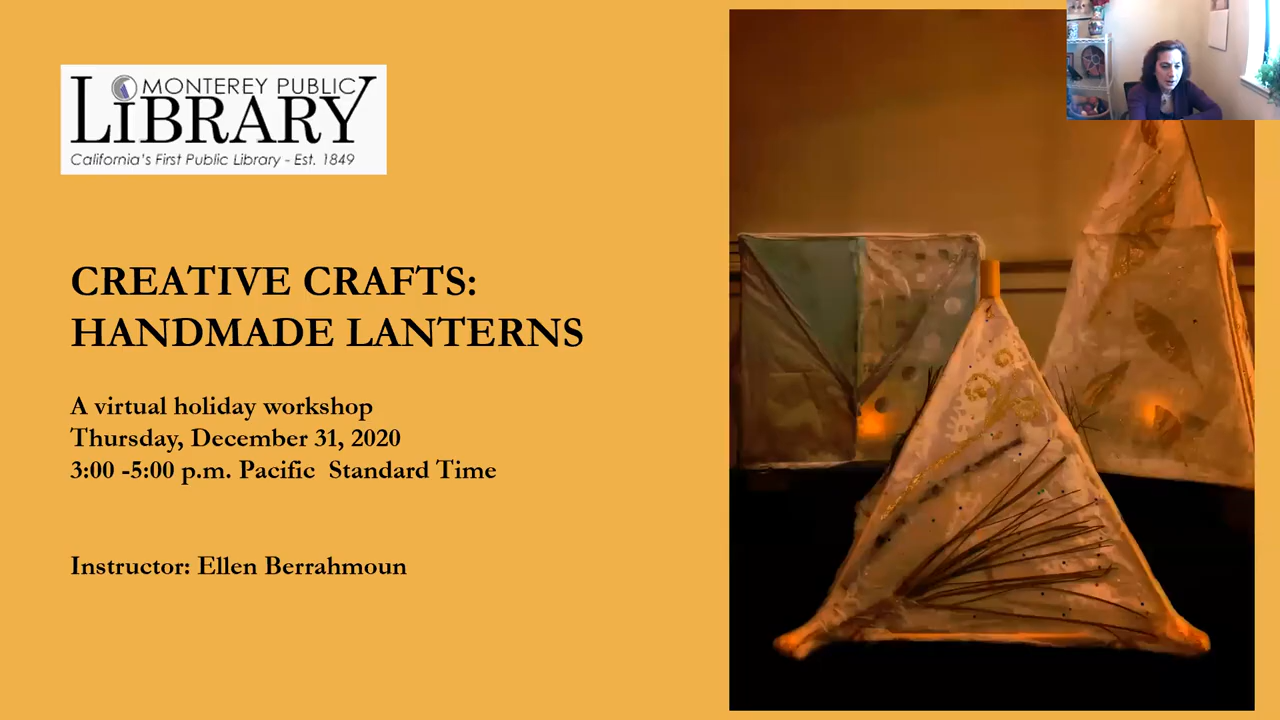 MONTEREY PUBLIC
LIBRARY
California's First Public Library - Est. 1849
CREATIVE CRAFTS:
HANDMADE LANTERNS
A virtual holiday workshop
Thursday, December 31, 2020
3:00 -5:00 p.m. Pacific  Standard Time
Instructor: Ellen Berrahmoun